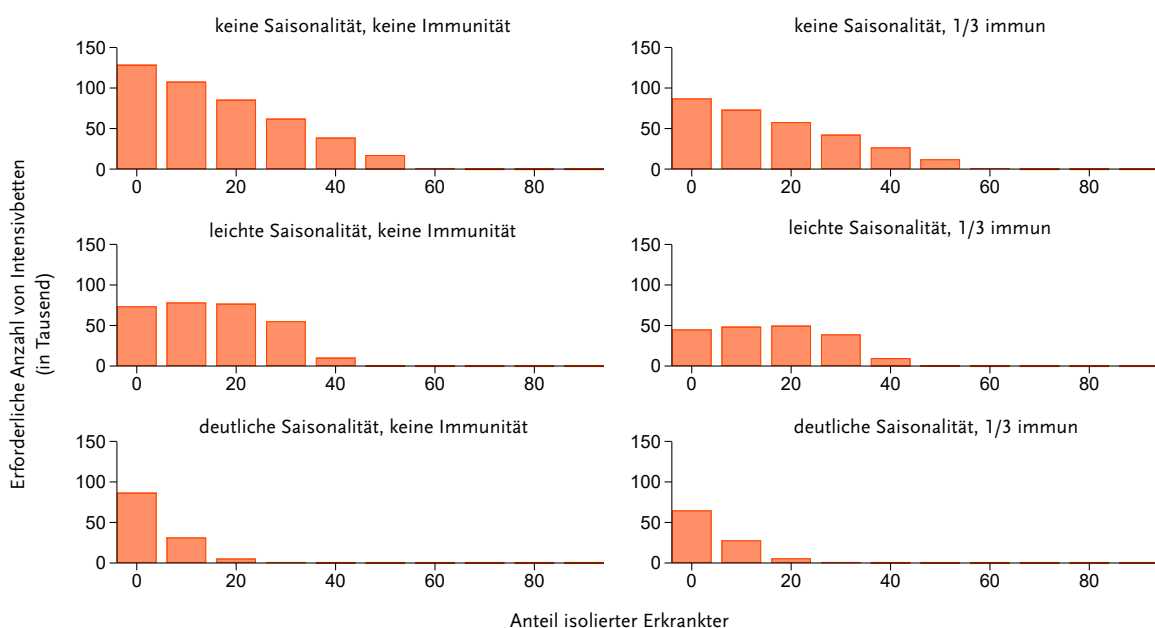 keine Saisonalität, keine Immunität
150
100
50
0
0 20 40 60 80
keine Saisonalität, 1/3 immun
150
100
50
0
0 20 40 60 80
leichte Saisonalität, keine Immunität
150
100
50
0
0 20 40 60 80
leichte Saisonalität, 1/3 immun
150
100
50
0
0 20 40 60 80
deutliche Saisonalität, keine Immunität
150
100
50
0
0 20 40 60 80
deutliche Saisonalität, 1/3 immun
150
100
50
0
0 20 40 60 80
Erforderliche Anzahl von Intensivbetten
(in Tausend)
Anteil isolierter Erkrankter